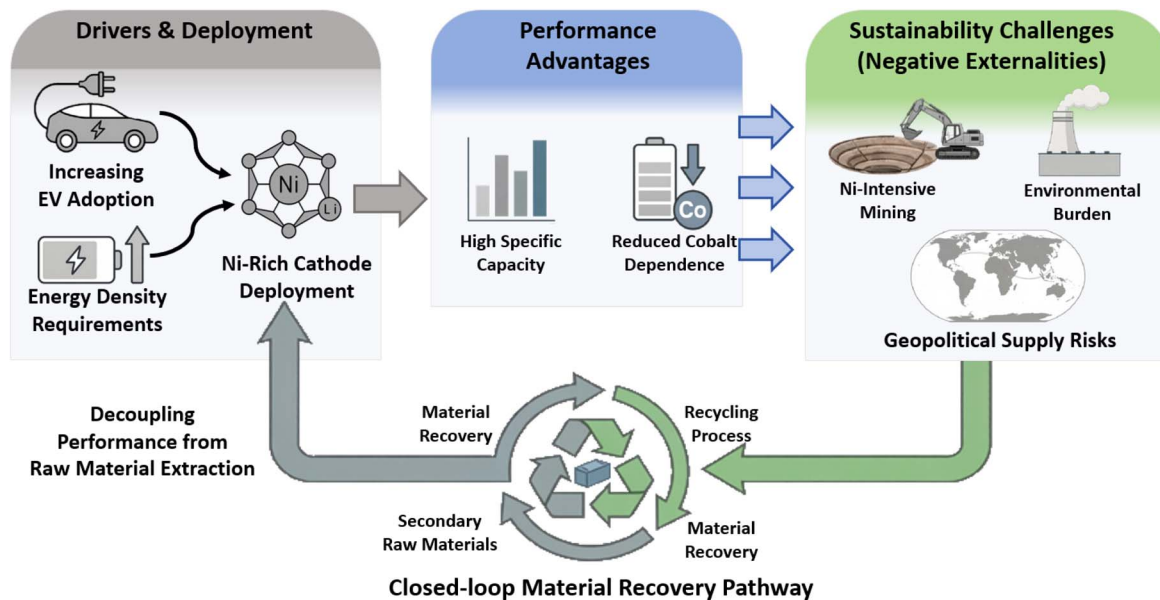 Drivers & Deployment
Increasing
EV Adoption
Energy Density
Requirements
Ni
Li
Ni-Rich Cathode
Deployment
Performance
Advantages
High Specific
Capacity
Co
Reduced Cobalt
Dependence
Sustainability Challenges
(Negative Externalities)
Ni-Intensive
Mining
Environmental
Burden
Geopolitical Supply Risks
Decoupling
Performance from
Raw Material Extraction
Material
Recovery
Recycling
Process
Secondary
Raw Materials
Material
Recovery
Closed-loop Material Recovery Pathway